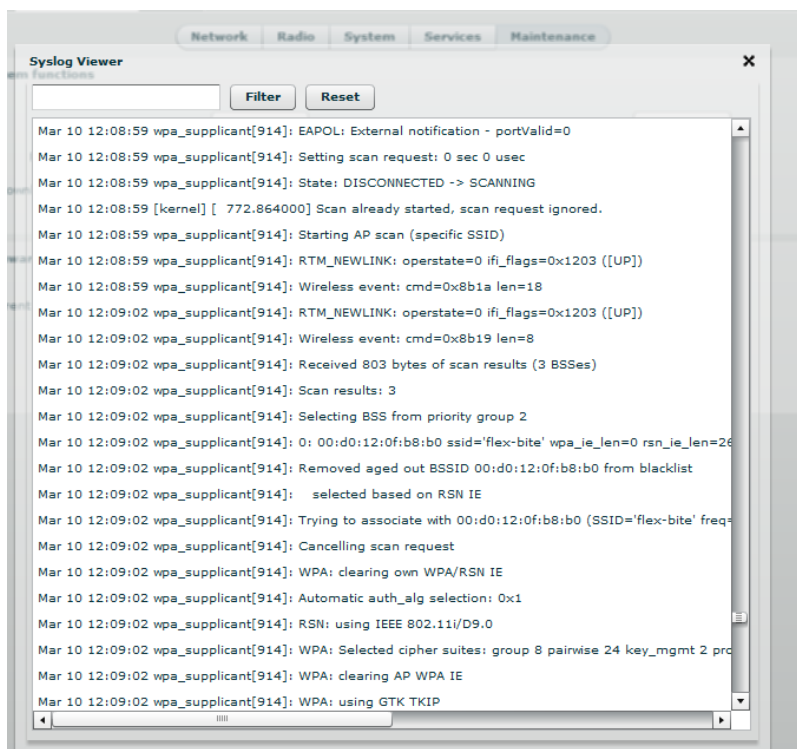 Network Radio System Services Maintenance
Syslog Viewer
functions
Filter Reset
Mar 10 12:08:59 wpa_supplicant[914]: EAPOL: External notification - portValid=0
Mar 10 12:08:59 wpa_supplicant[914]: Setting scan request: 0 sec 0 usec
Mar 10 12:08:59 wpa_supplicant[914]: State: DISCONNECTED -> SCANNING
Mar 10 12:08:59 [kernel] [  772.864000] Scan already started, scan request ignored.
Mar 10 12:08:59 wpa_supplicant[914]: Starting AP scan (specific SSID)
Mar 10 12:08:59 wpa_supplicant[914]: RTM_NEWLINK: operstate=0 ifi_flags=0x1203 ([UP])
Mar 10 12:08:59 wpa_supplicant[914]: Wireless event: cmd=0x8b1a len=18
Mar 10 12:09:02 wpa_supplicant[914]: RTM_NEWLINK: operstate=0 ifi_flags=0x1203 ([UP])
Mar 10 12:09:02 wpa_supplicant[914]: Wireless event: cmd=0x8b19 len=8
Mar 10 12:09:02 wpa_supplicant[914]: Received 803 bytes of scan results (3 BSSes)
Mar 10 12:09:02 wpa_supplicant[914]: Scan results: 3
Mar 10 12:09:02 wpa_supplicant[914]: Selecting BSS from priority group 2
Mar 10 12:09:02 wpa_supplicant[914]: 0: 00:d0:12:0f:b8:b0 ssid='flex-bite' wpa_ie_len=0 rsn_ie_len=26
Mar 10 12:09:02 wpa_supplicant[914]: Removed aged out BSSID 00:d0:12:0f:b8:b0 from blacklist
Mar 10 12:09:02 wpa_supplicant[914]:    selected based on RSN IE
Mar 10 12:09:02 wpa_supplicant[914]: Trying to associate with 00:d0:12:0f:b8:b0 (SSID='flex-bite' freq=
Mar 10 12:09:02 wpa_supplicant[914]: Cancelling scan request
Mar 10 12:09:02 wpa_supplicant[914]: WPA: clearing own WPA/RSN IE
Mar 10 12:09:02 wpa_supplicant[914]: Automatic auth_alg selection: 0x1
Mar 10 12:09:02 wpa_supplicant[914]: RSN: using IEEE 802.11i/D9.0
Mar 10 12:09:02 wpa_supplicant[914]: WPA: Selected cipher suites: group 8 pairwise 24 key_mgmt 2 pro
Mar 10 12:09:02 wpa_supplicant[914]: WPA: clearing AP WPA IE
Mar 10 12:09:02 wpa_supplicant[914]: WPA: using GTK TKIP